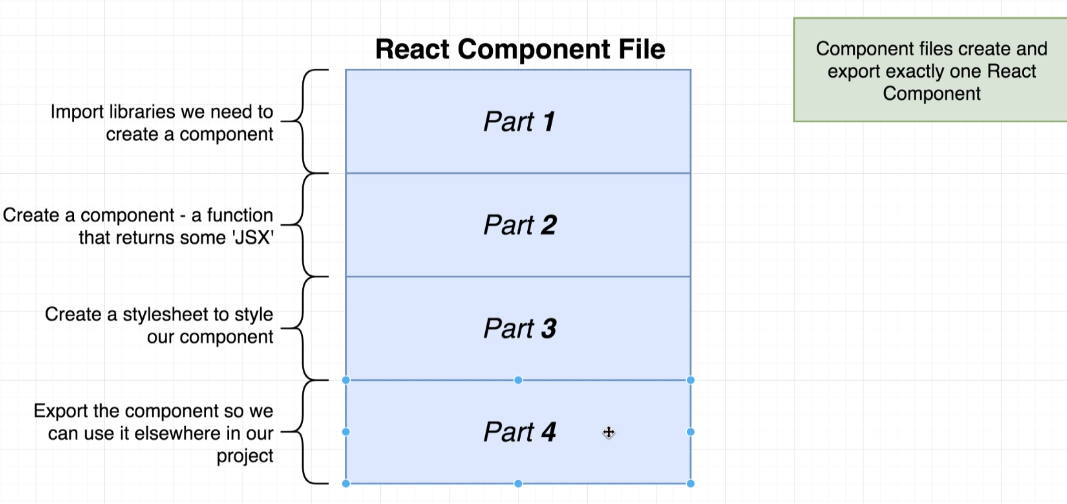 React Component File
Component files create and
export exactly one React
Component
Import libraries we need to
create a component
Part 1
Create a component - a function
that returns some 'JSX'
Part 2
Create a stylesheet to style
our component
Part 3
Export the component so we
can use it elsewhere in our
project
Part 4